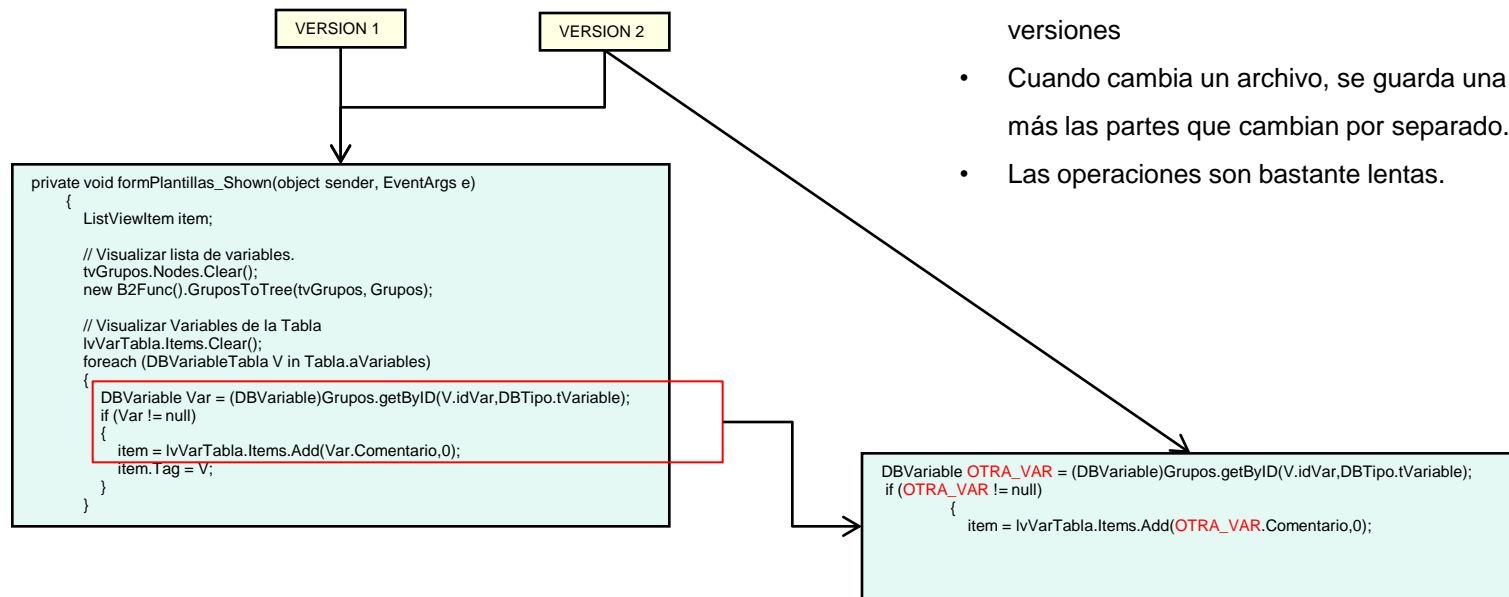 VERSION 1
VERSION 2
versiones
• Cuando cambia un archivo, se guarda una
más las partes que cambian por separado.
• Las operaciones son bastante lentas.
private void formPlantillas_Shown(object sender, EventArgs e)
{
ListViewItem item;
// Visualizar lista de variables.
tvGrupos.Nodes.Clear();
new B2Func().GruposToTree(tvGrupos, Grupos);
// Visualizar Variables de la Tabla
lvVarTabla.Items.Clear();
foreach (DBVariableTabla V in Tabla.aVariables)
{
DBVariable Var = (DBVariable)Grupos.getByID(V.idVar,DBTipo.tVariable);
if (Var != null)
{
item = lvVarTabla.Items.Add(Var.Comentario,0);
item.Tag = V;
}
}
DBVariable OTRA_VAR = (DBVariable)Grupos.getByID(V.idVar,DBTipo.tVariable);
if (OTRA_VAR != null)
{
item = lvVarTabla.Items.Add(OTRA_VAR.Comentario,0);